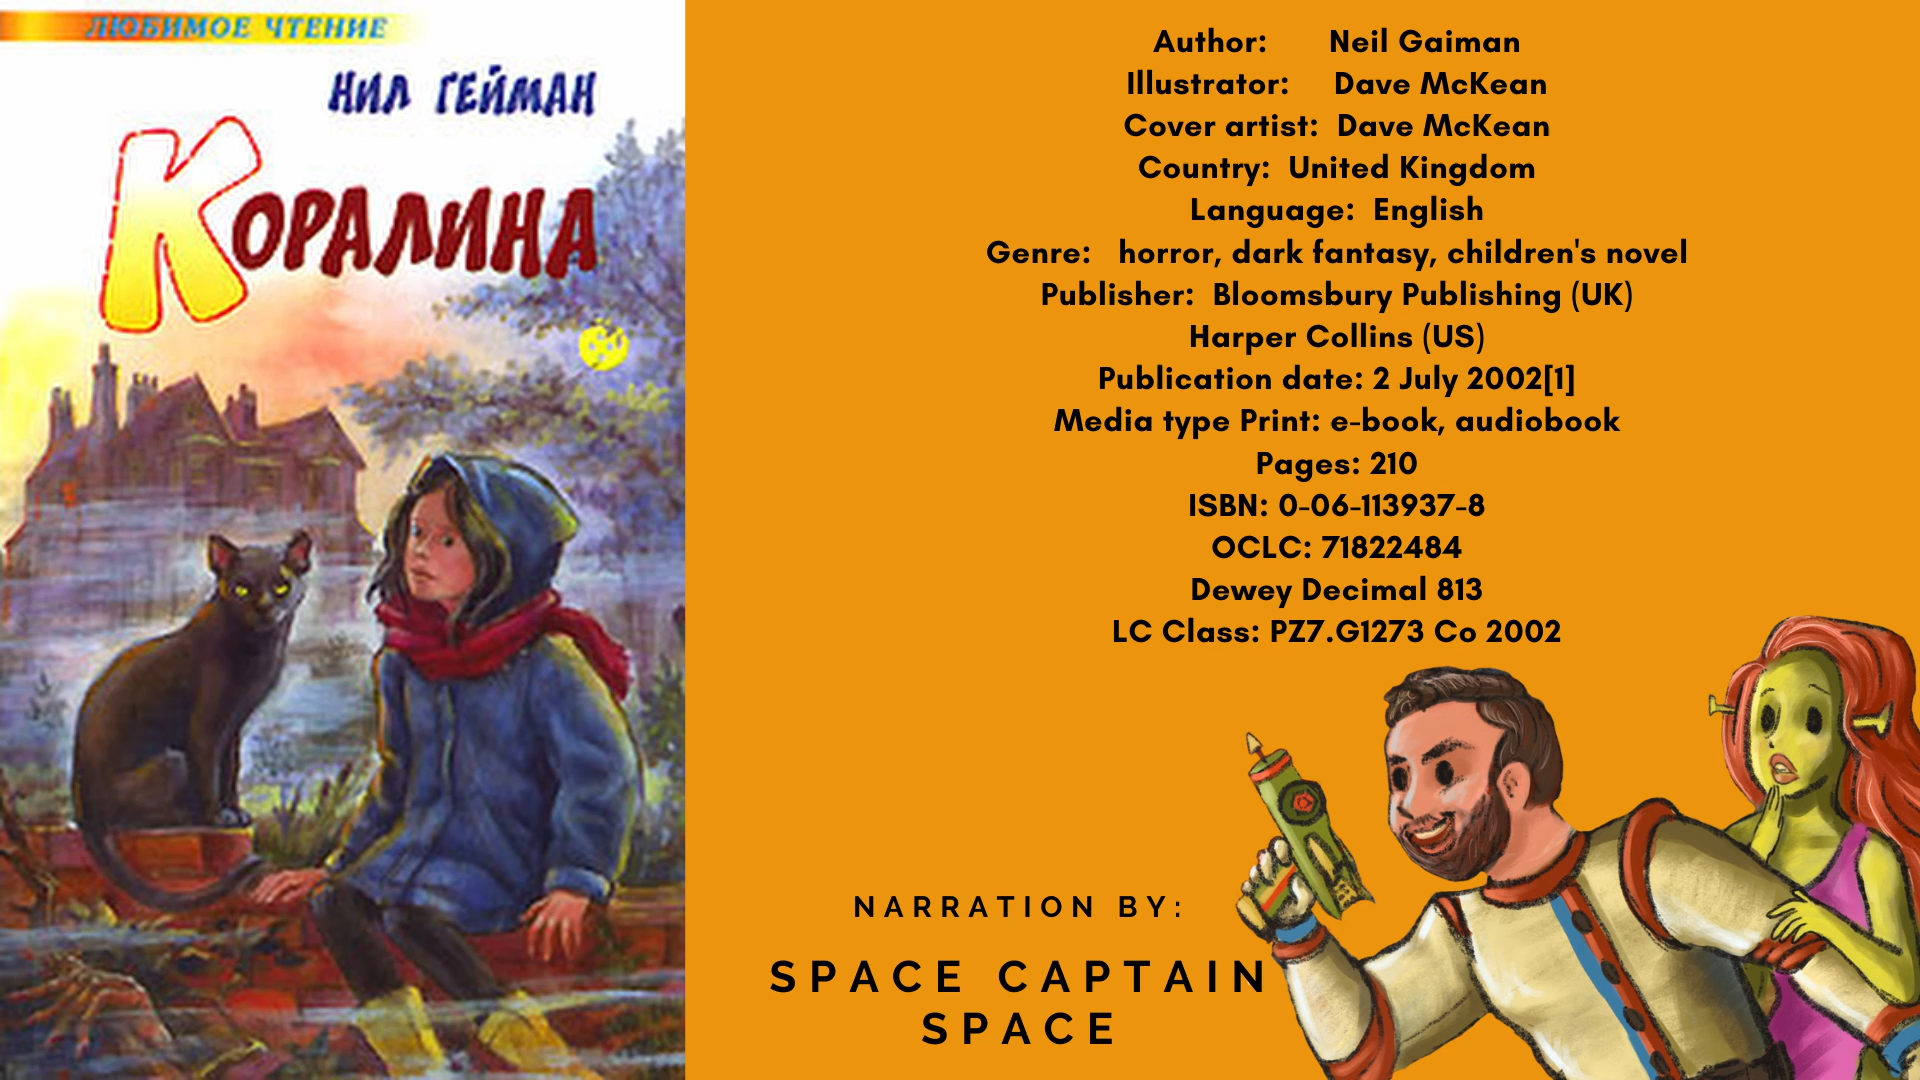 ЛЮБИМОЕ ЧТЕНИЕ
НИЛ ГЕЙМАН
КОРАЛИНА
Author: Neil Gaiman
Illustrator: Dave McKean
Cover artist: Dave McKean
Country: United Kingdom
Language: English
Genre: horror, dark fantasy, children's novel
Publisher: Bloomsbury Publishing (UK)
Harper Collins (US)
Publication date: 2 July 2002[1]
Media type Print: e-book, audiobook
Pages: 210
ISBN: 0-06-113937-8
OCLC: 71822484
Dewey Decimal 813
LC Class: PZ7.G1273 Co 2002
NARRATION BY:
SPACE CAPTAIN
SPACE